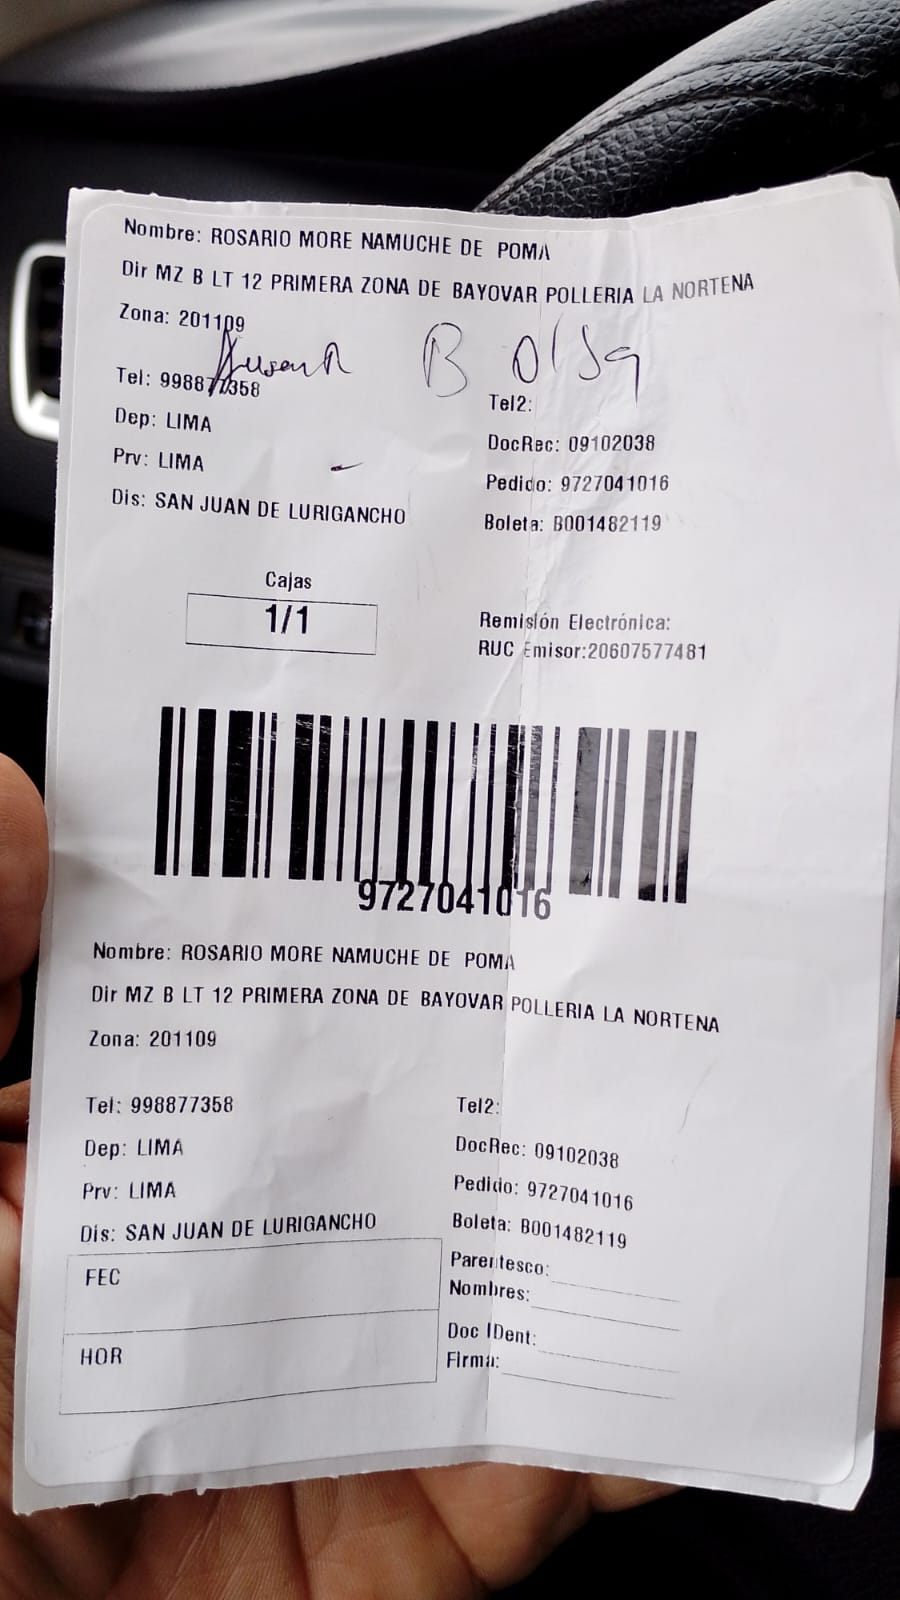 Nombre: ROSARIO MORE NAMUCHE DE POMA
Dir MZ B LT 12 PRIMERA ZONA DE BAYOVAR POLLERIA LA NORTENA
Zona: 201109
B olsa
Tel: 998877358
Tel2:
Dep: LIMA
DocRec: 09102038
Prv: LIMA
Pedido: 9727041016
Dis: SAN JUAN DE LURIGANCHO
Boleta: B001482119
Cajas
1/1
Remisión Electrónica:
RUC Emisor:20607577481
9727041016
Nombre: ROSARIO MORE NAMUCHE DE POMA
Dir MZ B LT 12 PRIMERA ZONA DE BAYOVAR POLLERIA LA NORTENA
Zona: 201109
Tel: 998877358
Tel2:
Dep: LIMA
DocRec: 09102038
Prv: LIMA
Pedido: 9727041016
Dis: SAN JUAN DE LURIGANCHO
Boleta: B001482119
FEC
Parentesco:
Nombres:
HOR
Doc IDent:
Firma: